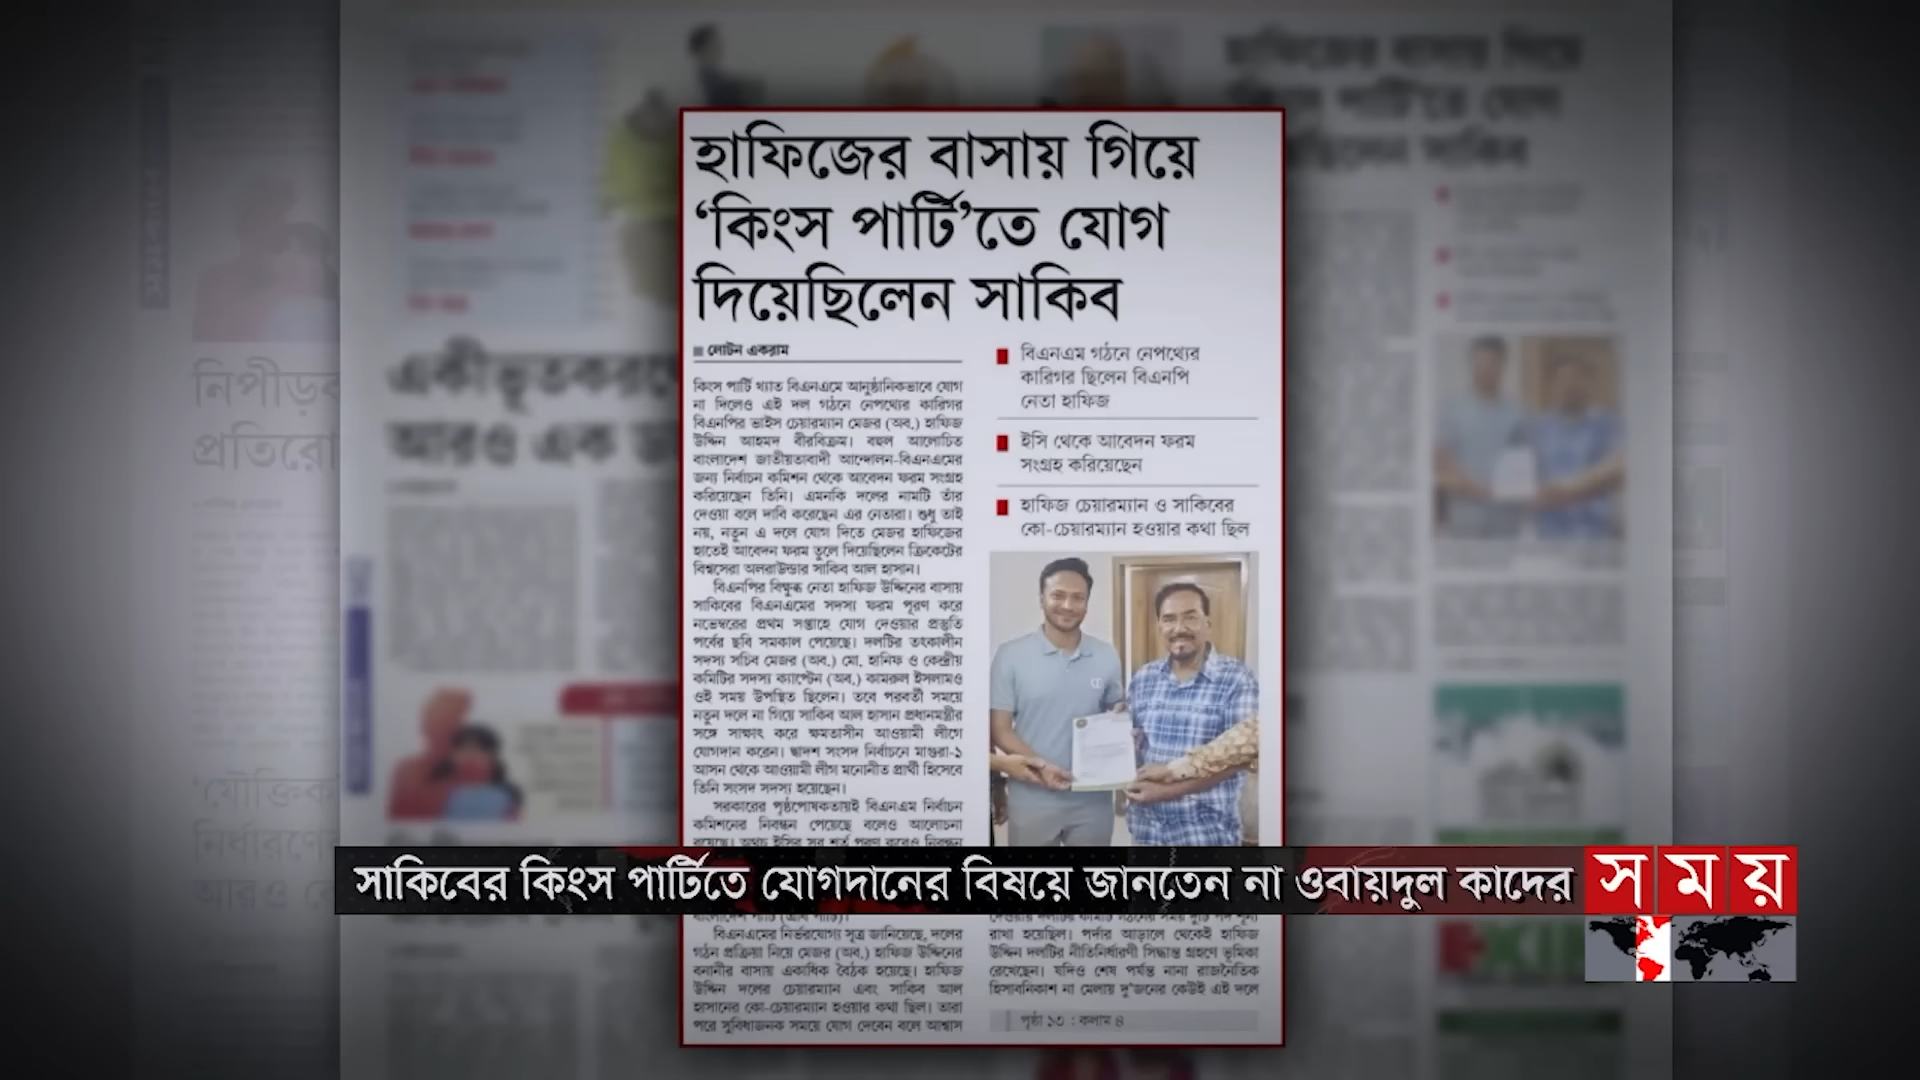 হাফিজের বাসায় গিয়ে
‘কিংস পার্টি’তে যোগ
দিয়েছিলেন সাকিব
লোটন একরাম
কিংস পার্টি খ্যাত বিএনএমে আনুষ্ঠানিকভাবে যোগ
না দিলেও এই দল গঠনে নেপথ্যের কারিগর
বিএনপির ভাইস চেয়ারম্যান মেজর (অব.) হাফিজ
উদ্দিন আহমদ বীরবিক্রম। বহুল আলোচিত
বাংলাদেশ জাতীয়তাবাদী আন্দোলন-বিএনএমের
জন্য নির্বাচন কমিশন থেকে আবেদন ফরম সংগ্রহ
করিয়েছেন তিনি। এমনকি দলের নামটি তাঁর
দেওয়া বলে দাবি করেছেন এর নেতারা। শুধু তাই
নয়, নতুন এ দলে যোগ দিতে মেজর হাফিজের
হাতেই আবেদন ফরম তুলে দিয়েছিলেন ক্রিকেটের
বিশ্বসেরা অলরাউন্ডার সাকিব আল হাসান।
বিএনপির বিক্ষুব্ধ নেতা হাফিজ উদ্দিনের বাসায়
সাকিবের বিএনএমের সদস্য ফরম পূরণ করে
নভেম্বরের প্রথম সপ্তাহে যোগ দেওয়ার প্রস্তুতি
পর্বের ছবি সমকাল পেয়েছে। দলটির তৎকালীন
সদস্য সচিব মেজর (অব.) মো. হানিফ ও কেন্দ্রীয়
কমিটির সদস্য ক্যাপ্টেন (অব.) কামরুল ইসলামও
ওই সময় উপস্থিত ছিলেন। তবে পরবর্তী সময়ে
নতুন দলে না গিয়ে সাকিব আল হাসান প্রধানমন্ত্রীর
সঙ্গে সাক্ষাৎ করে ক্ষমতাসীন আওয়ামী লীগে
যোগদান করেন। দ্বাদশ সংসদ নির্বাচনে মাগুরা-১
আসন থেকে আওয়ামী লীগ মনোনীত প্রার্থী হিসেবে
তিনি সংসদ সদস্য হয়েছেন।
সরকারের পৃষ্ঠপোষকতায়ই বিএনএম নির্বাচন
কমিশনের নিবন্ধন পেয়েছে বলেও আলোচনা
বিএনএমের নির্ভরযোগ্য সূত্র জানিয়েছে, দলের
গঠন প্রক্রিয়া নিয়ে মেজর (অব.) হাফিজ উদ্দিনের
বনানীর বাসায় একাধিক বৈঠক হয়েছে। হাফিজ
উদ্দিন দলের চেয়ারম্যান এবং সাকিব আল
হাসানের কো-চেয়ারম্যান হওয়ার কথা ছিল। তারা
পরে সুবিধাজনক সময়ে যোগ দেবেন বলে আশ্বাস
বিএনএম গঠনে নেপথ্যের
কারিগর ছিলেন বিএনপি
নেতা হাফিজ
ইসি থেকে আবেদন ফরম
সংগ্রহ করিয়েছেন
হাফিজ চেয়ারম্যান ও সাকিবের
কো-চেয়ারম্যান হওয়ার কথা ছিল
রাখা হয়েছিল। পর্দার আড়ালে থেকেই হাফিজ
উদ্দিন দলটির নীতিনির্ধারণী সিদ্ধান্ত গ্রহণে ভূমিকা
রেখেছেন। যদিও শেষ পর্যন্ত নানা রাজনৈতিক
হিসাবনিকাশ না মেলায় দু’জনের কেউই এই দলে
পৃষ্ঠা ১৩ : কলাম ৪
সাকিবের কিংস পার্টিতে যোগদানের বিষয়ে জানতেন না ওবায়দুল কাদের
সময়
একীভূতকরণে
আরও এক